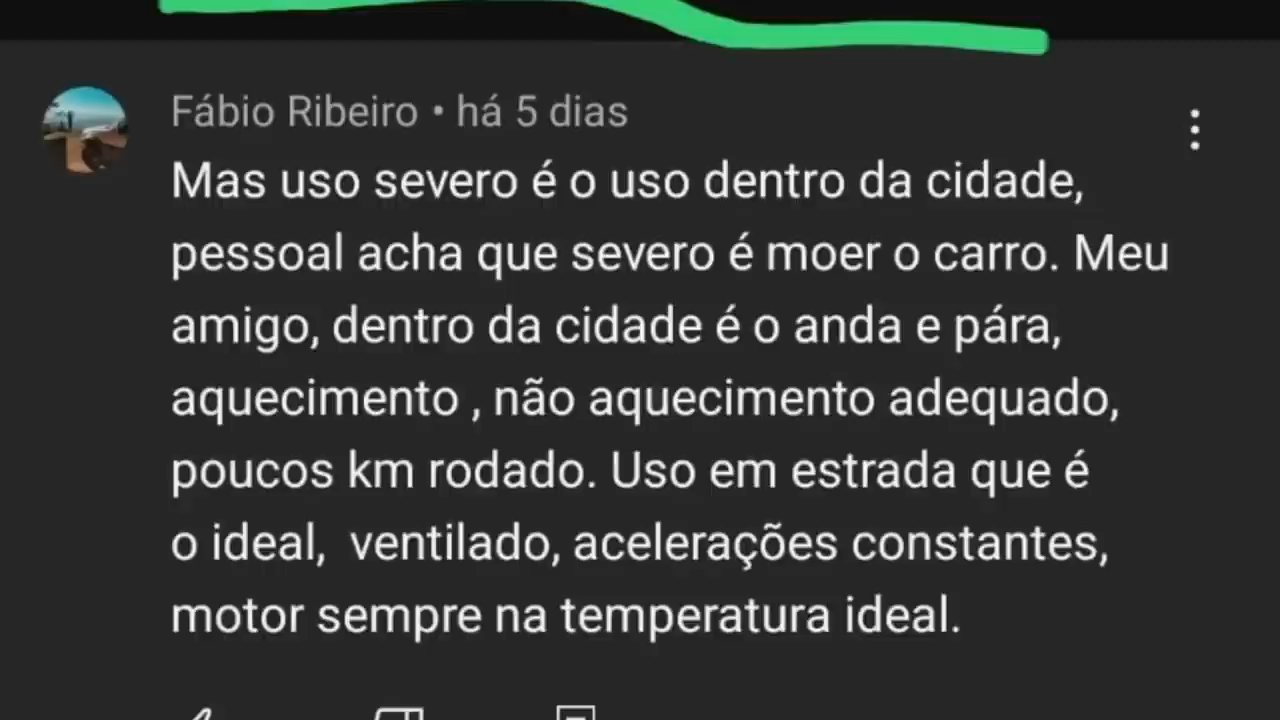 Fábio Ribeiro • há 5 dias
Mas uso severo é o uso dentro da cidade,
pessoal acha que severo é moer o carro. Meu
amigo, dentro da cidade é o anda e pára,
aquecimento , não aquecimento adequado,
poucos km rodado. Uso em estrada que é
o ideal,  ventilado, acelerações constantes,
motor sempre na temperatura ideal.